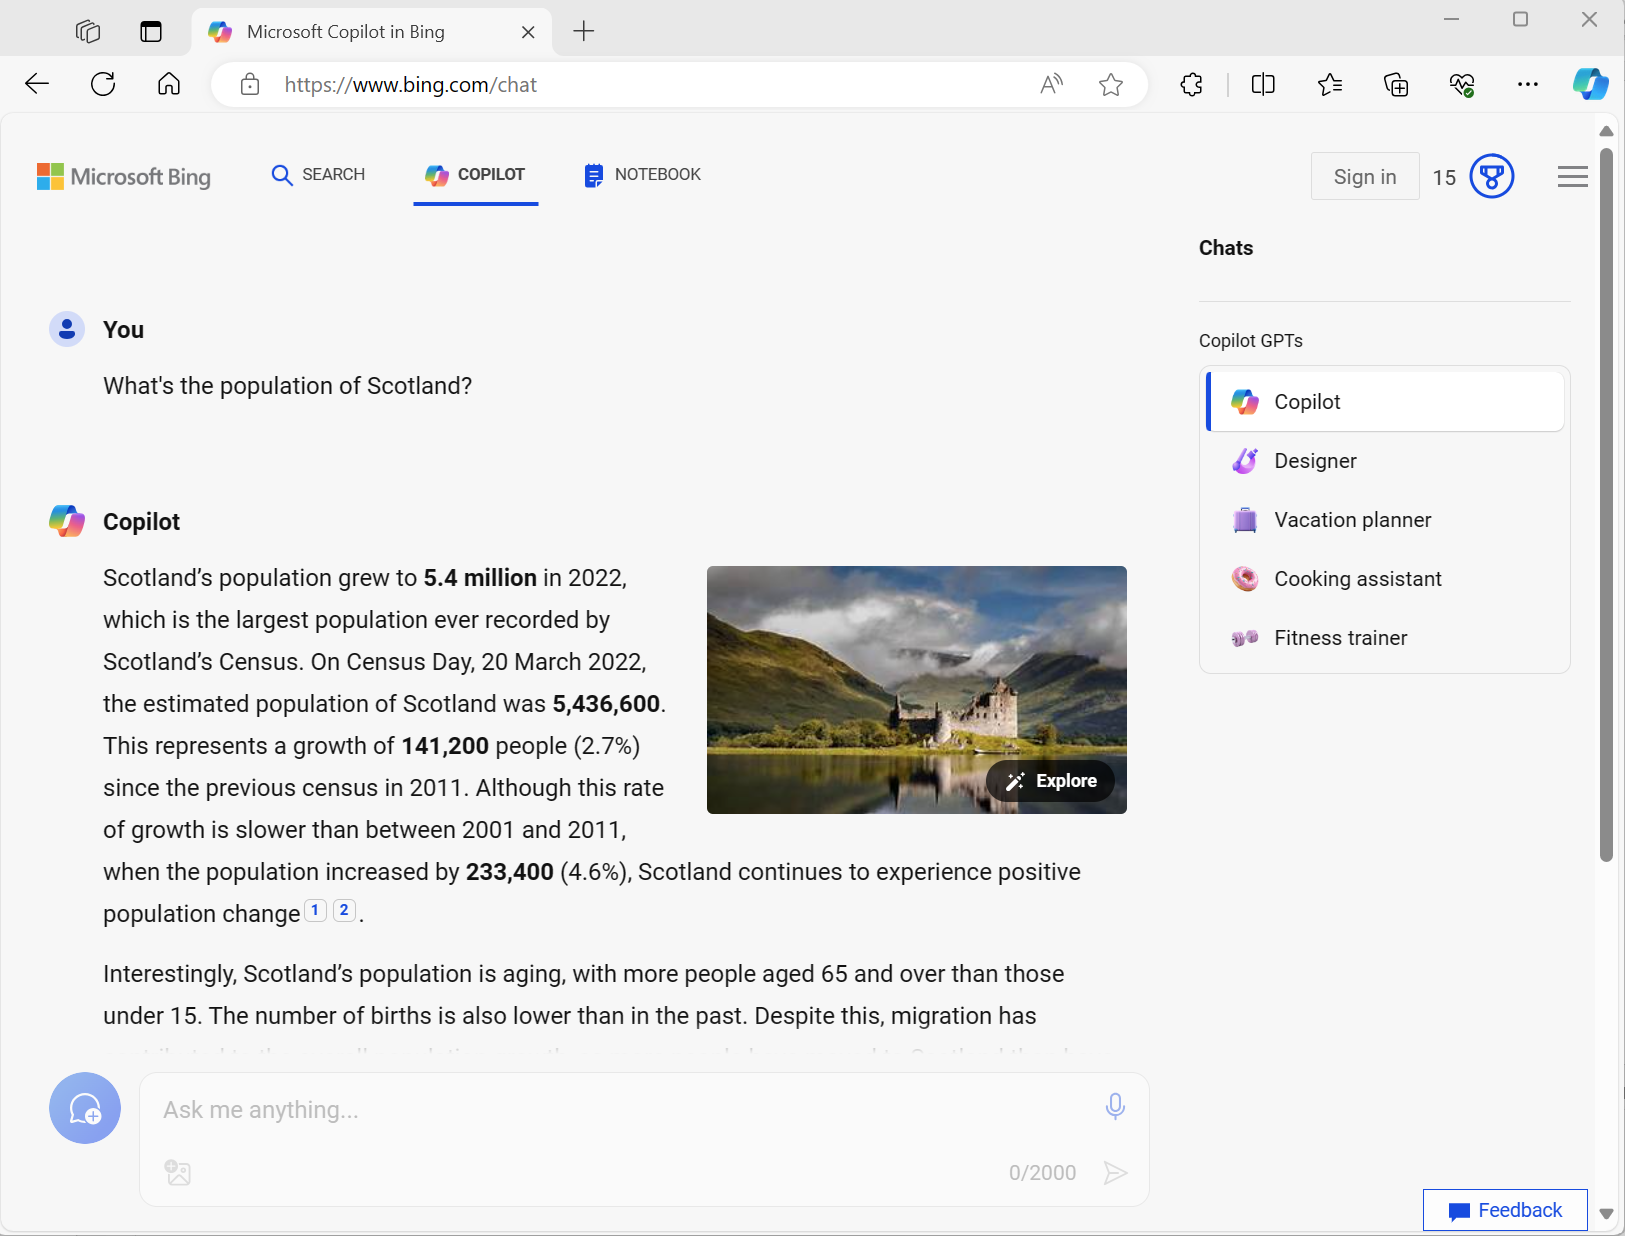 Microsoft Copilot in Bing
https://www.bing.com/chat
Microsoft Bing
SEARCH
COPILOT
NOTEBOOK
Sign in
15
Chats
You
What's the population of Scotland?
Copilot GPTs
Copilot
Designer
Vacation planner
Cooking assistant
Fitness trainer
Copilot
Scotland’s population grew to 5.4 million in 2022,
which is the largest population ever recorded by
Scotland’s Census. On Census Day, 20 March 2022,
the estimated population of Scotland was 5,436,600.
This represents a growth of 141,200 people (2.7%)
since the previous census in 2011. Although this rate
of growth is slower than between 2001 and 2011,
when the population increased by 233,400 (4.6%), Scotland continues to experience positive
population change 1 2 .
Explore
Interestingly, Scotland’s population is aging, with more people aged 65 and over than those
under 15. The number of births is also lower than in the past. Despite this, migration has
Ask me anything...
0/2000
Feedback